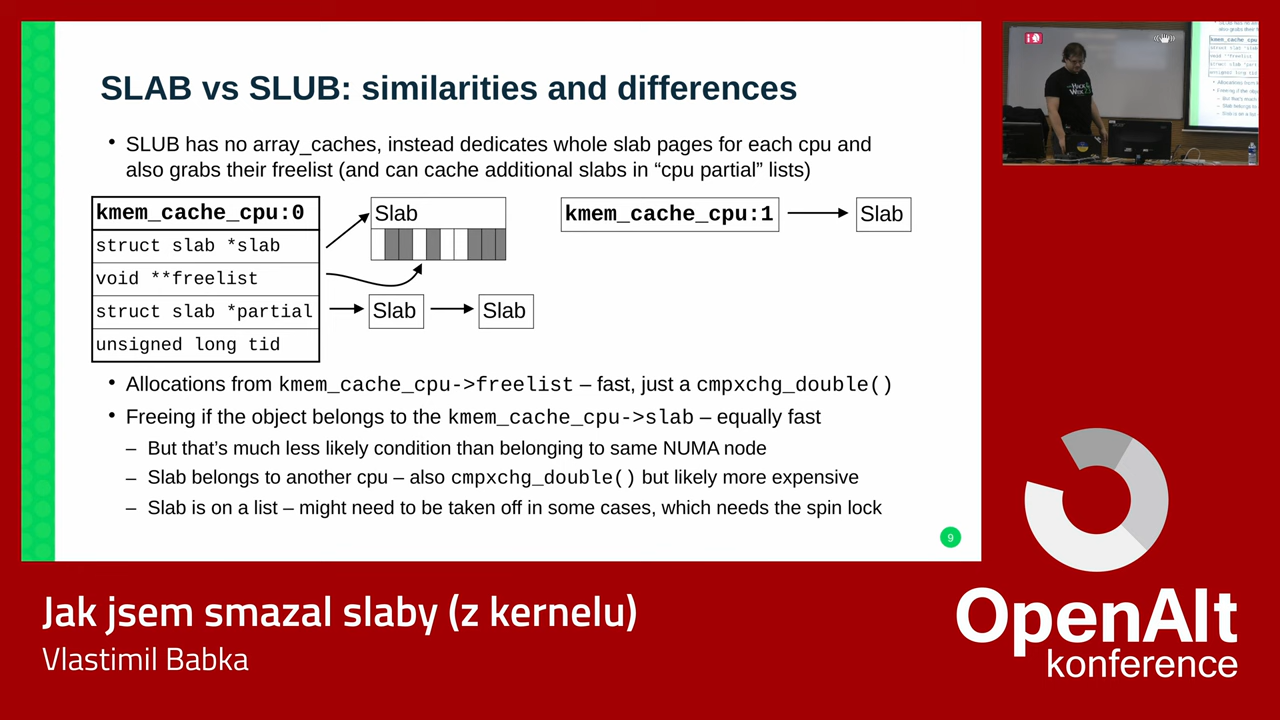 SLAB vs SLUB: similarities and differences
• SLUB has no array_caches, instead dedicates whole slab pages for each cpu and
also grabs their freelist (and can cache additional slabs in “cpu partial” lists)
kmem_cache_cpu:0
struct slab *slab
void **freelist
struct slab *partial
unsigned long tid
Slab
Slab
Slab
kmem_cache_cpu:1
Slab
• Allocations from kmem_cache_cpu->freelist – fast, just a cmpxchg_double()
• Freeing if the object belongs to the kmem_cache_cpu->slab – equally fast
– But that’s much less likely condition than belonging to same NUMA node
– Slab belongs to another cpu – also cmpxchg_double() but likely more expensive
– Slab is on a list – might need to be taken off in some cases, which needs the spin lock
9
Jak jsem smazal slaby (z kernelu)
Vlastimil Babka
OpenAlt
konference